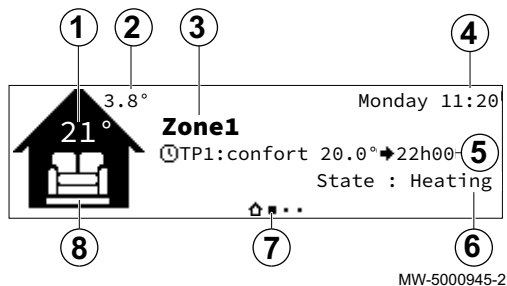 1 2 3 4
3.8° Monday 11:20
21° Zone1
TP1:confort 20.0°➔22h00 5
State : Heating
8 7 6
MW-5000945-2